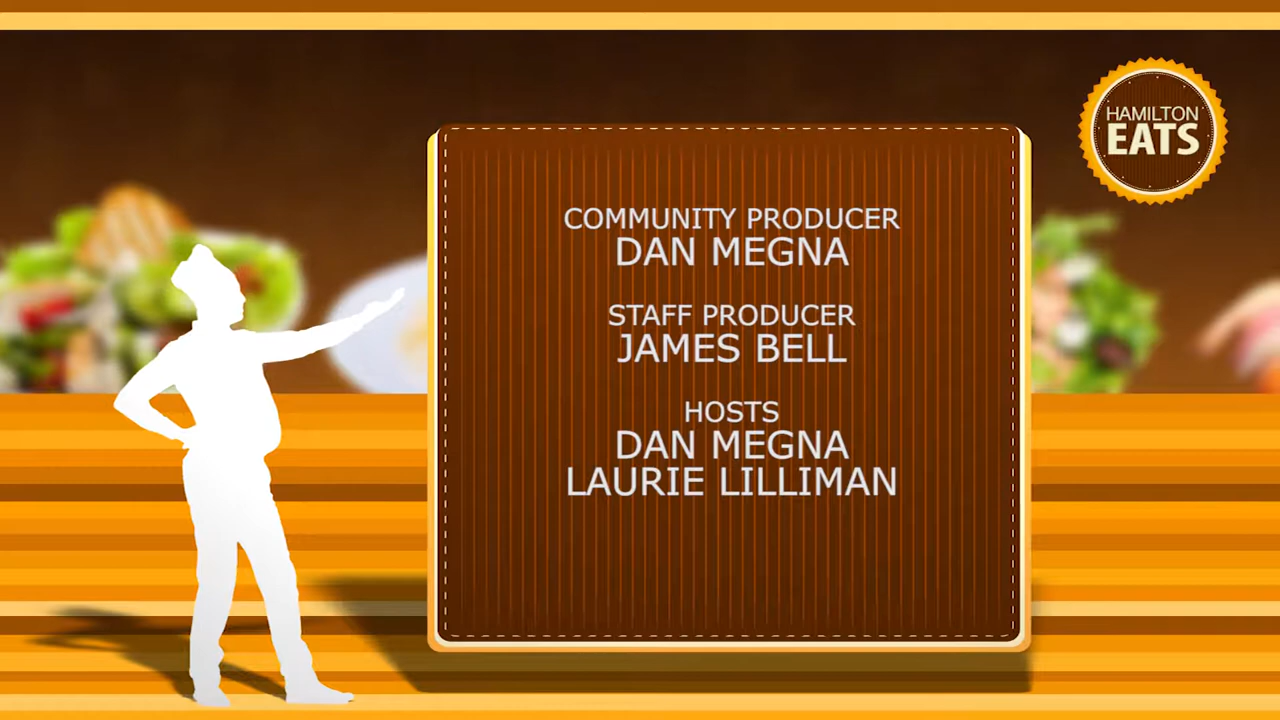 HAMILTON
EATS
COMMUNITY PRODUCER
DAN MEGNA
STAFF PRODUCER
JAMES BELL
HOSTS
DAN MEGNA
LAURIE LILLIMAN